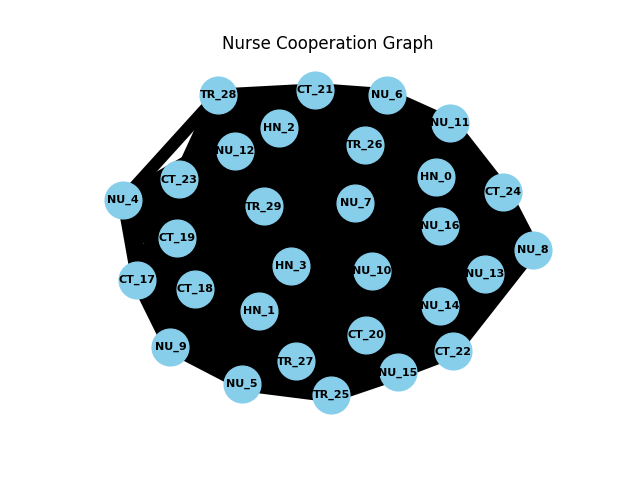 Nurse Cooperation Graph
TR_28
CT_21
NU_6
NU_11
HN_2
NU_12
TR_26
CT_23
HN_0
CT_24
NU_4
TR_29
NU_7
NU_16
CT_19
NU_8
HN_3
NU_10
NU_13
CT_17
CT_18
HN_1
NU_14
CT_20
NU_9
CT_22
TR_27
NU_15
NU_5
TR_25